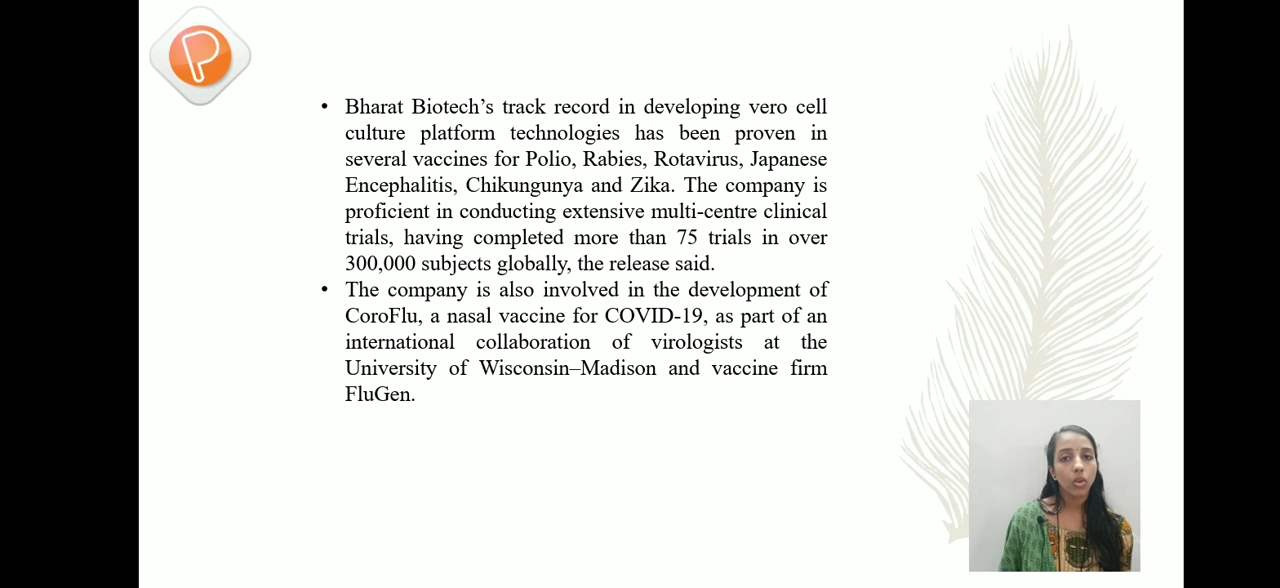 P
• Bharat Biotech’s track record in developing vero cell
culture platform technologies has been proven in
several vaccines for Polio, Rabies, Rotavirus, Japanese
Encephalitis, Chikungunya and Zika. The company is
proficient in conducting extensive multi-centre clinical
trials, having completed more than 75 trials in over
300,000 subjects globally, the release said.
• The company is also involved in the development of
CoroFlu, a nasal vaccine for COVID-19, as part of an
international collaboration of virologists at the
University of Wisconsin–Madison and vaccine firm
FluGen.